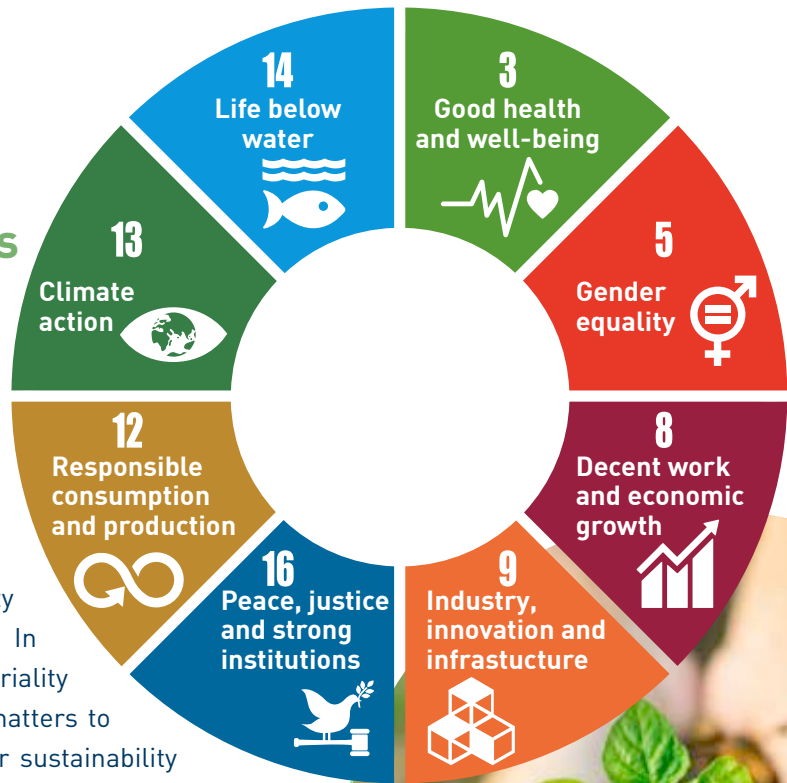 14
Life below
water
3
Good health
and well-being
s
13
Climate
action
5
Gender
equality
12
Responsible
consumption
and production
8
Decent work
and economic
growth
16
Peace, justice
and strong
institutions
9
Industry,
innovation and
infrastucture
ty
In
riality
matters to
r sustainability